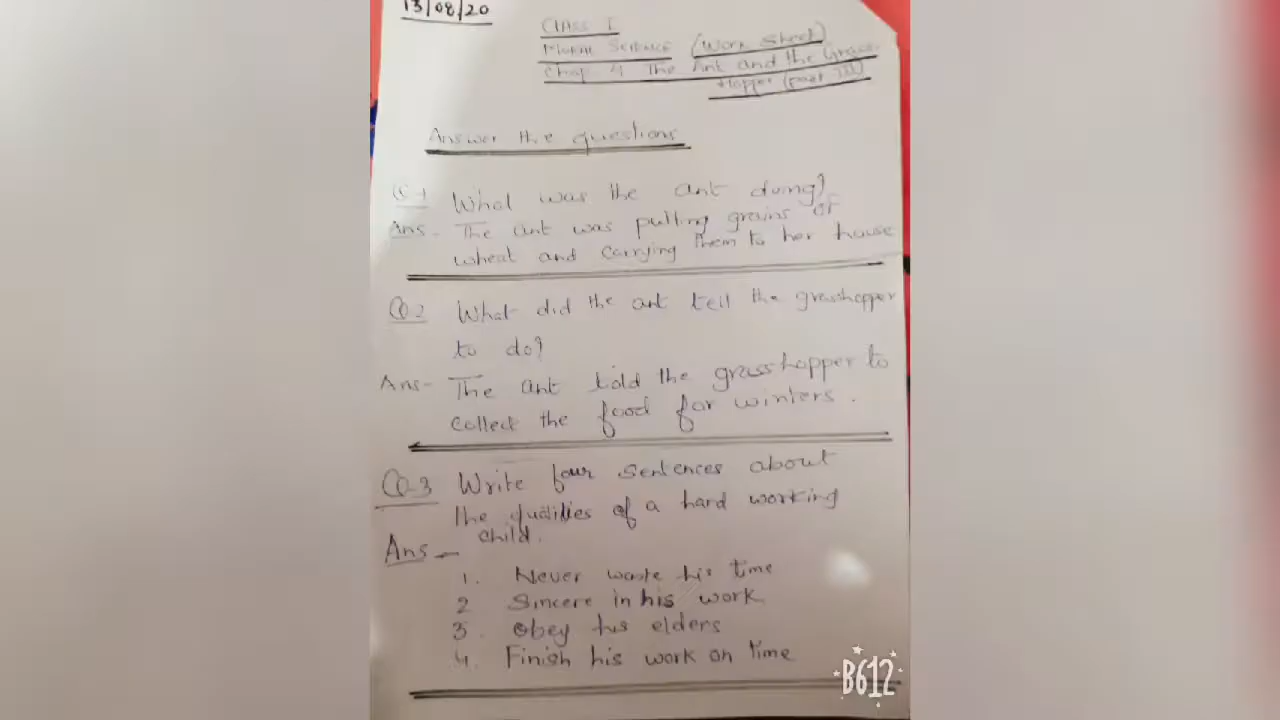 13/08/20
CLASS I
Moral Science (Work Sheet)
Chap 4 The Ant and the Grass-
Hopper (part III)
Answer the questions
Q-1 What was the ant doing?
Ans- The ant was pulling grains of
wheat and carrying them to her house
Q2 What did the ant tell the grasshopper
to do?
Ans- The ant told the grasshopper to
collect the food for winters.
Q-3 Write four sentences about
the qualities of a hard working
child.
Ans-
1. Never waste his time
2 Sincere in his work
3. Obey his elders
4. Finish his work on time
B612